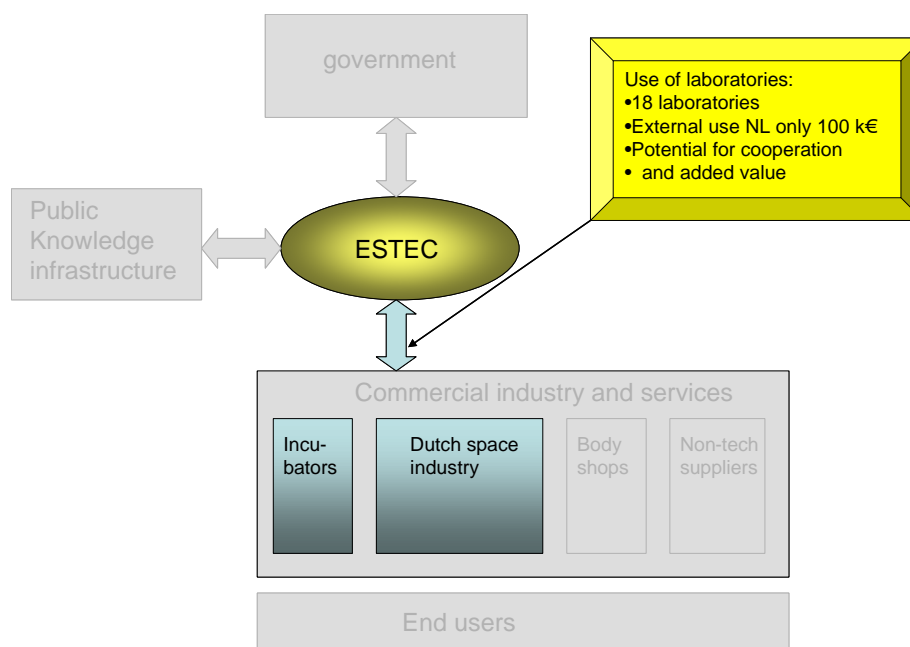 government
Use of laboratories:
•18 laboratories
•External use NL only 100 k€
•Potential for cooperation
• and added value
Public
Knowledge
infrastructure
ESTEC
Commercial industry and services
Incu-
bators
Dutch space
industry
Body
shops
Non-tech
suppliers
End users